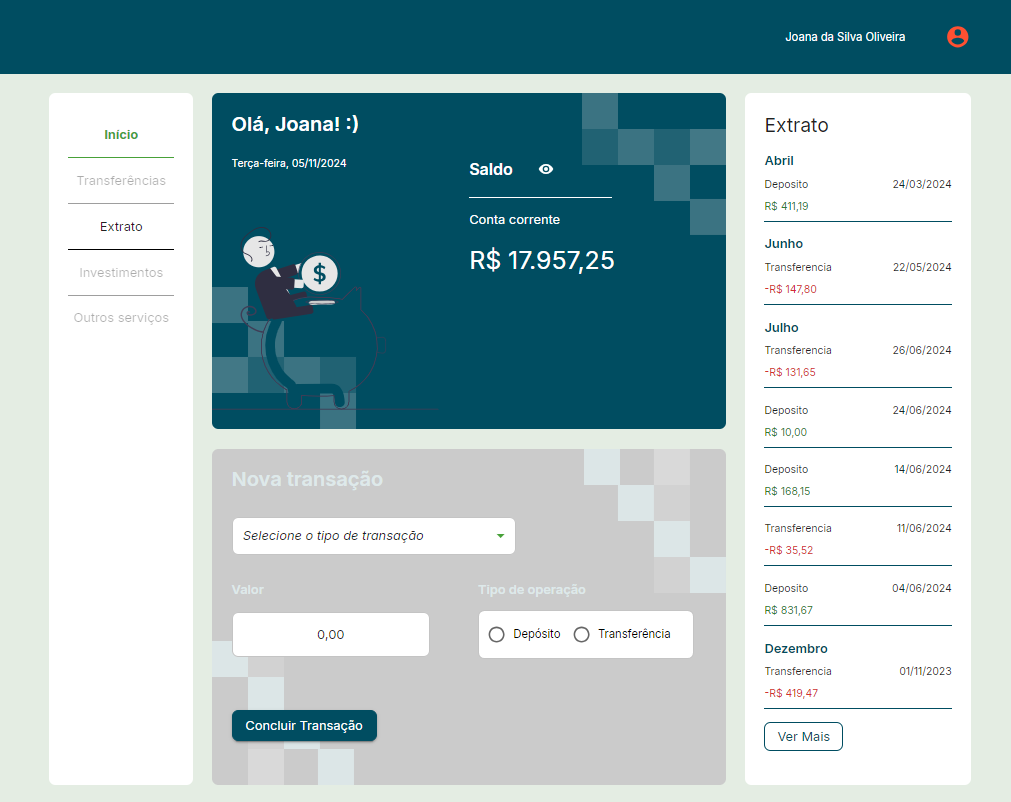 Joana da Silva Oliveira
Início
Transferências
Extrato
Investimentos
Outros serviços
Olá, Joana! :)
Terça-feira, 05/11/2024
Saldo
Conta corrente
R$ 17.957,25
$
Nova transação
Selecione o tipo de transação
Valor
Tipo de operação
0,00
Depósito Transferência
Concluir Transação
Extrato
Abril
Deposito 24/03/2024
R$ 411,19
Junho
Transferencia 22/05/2024
-R$ 147,80
Julho
Transferencia 26/06/2024
-R$ 131,65
Deposito 24/06/2024
R$ 10,00
Deposito 14/06/2024
R$ 168,15
Transferencia 11/06/2024
-R$ 35,52
Deposito 04/06/2024
R$ 831,67
Dezembro
Transferencia 01/11/2023
-R$ 419,47
Ver Mais